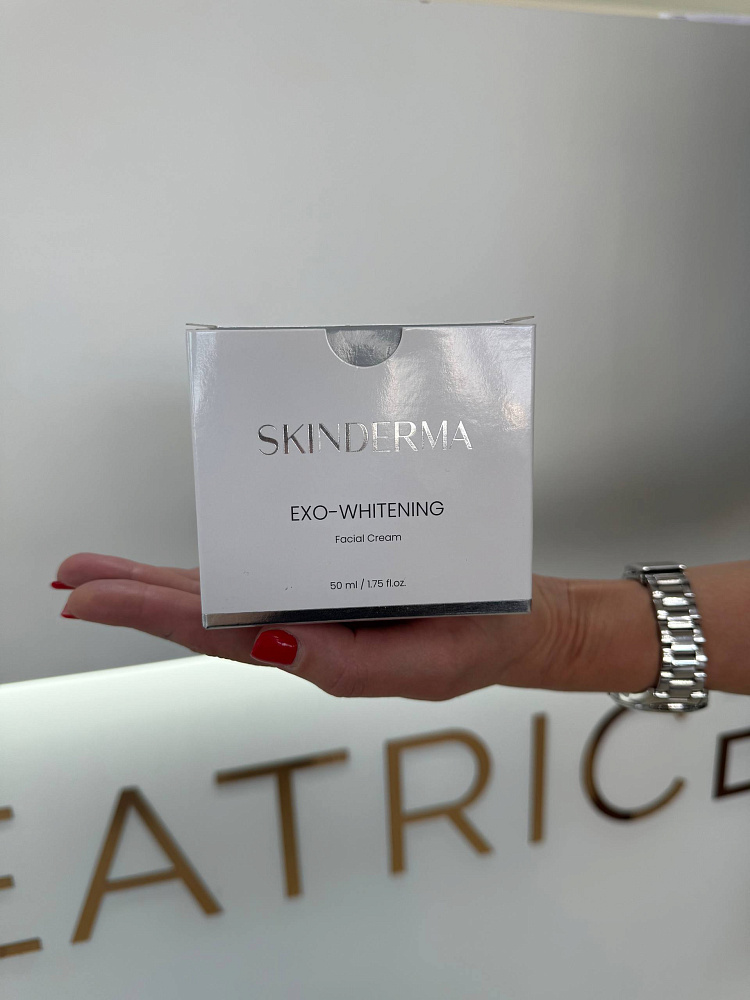 SKINDERMA
EXO-WHITENING
Facial Cream
50 ml / 1.75 fl.oz.
EATRIC